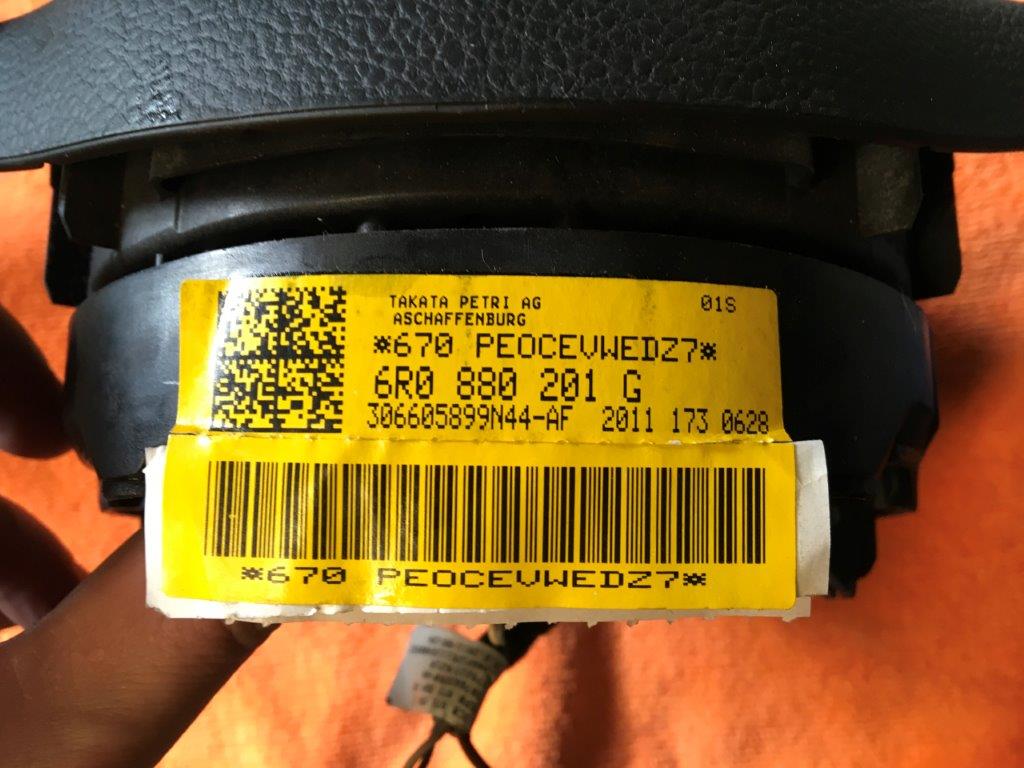 TAKATA PETRI AG
01S
ASCHAFFENBURG
*670 PEOCEVWEDZ7*
6R0 880 201 G
306605899N44-AF 2011 173 0628
*670 PEOCEVWEDZ7*